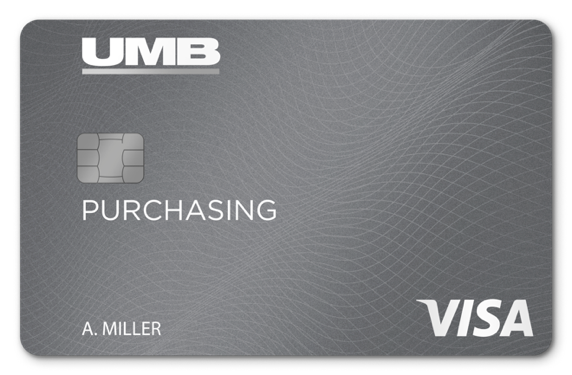 UMB
PURCHASING
A. MILLER
VISA